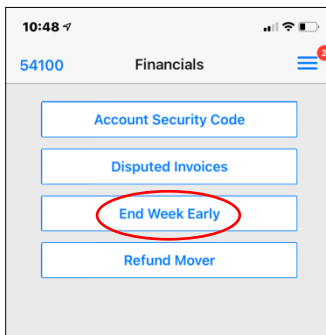 10:48
54100 Financials 2
Account Security Code
Disputed Invoices
End Week Early
Refund Mover